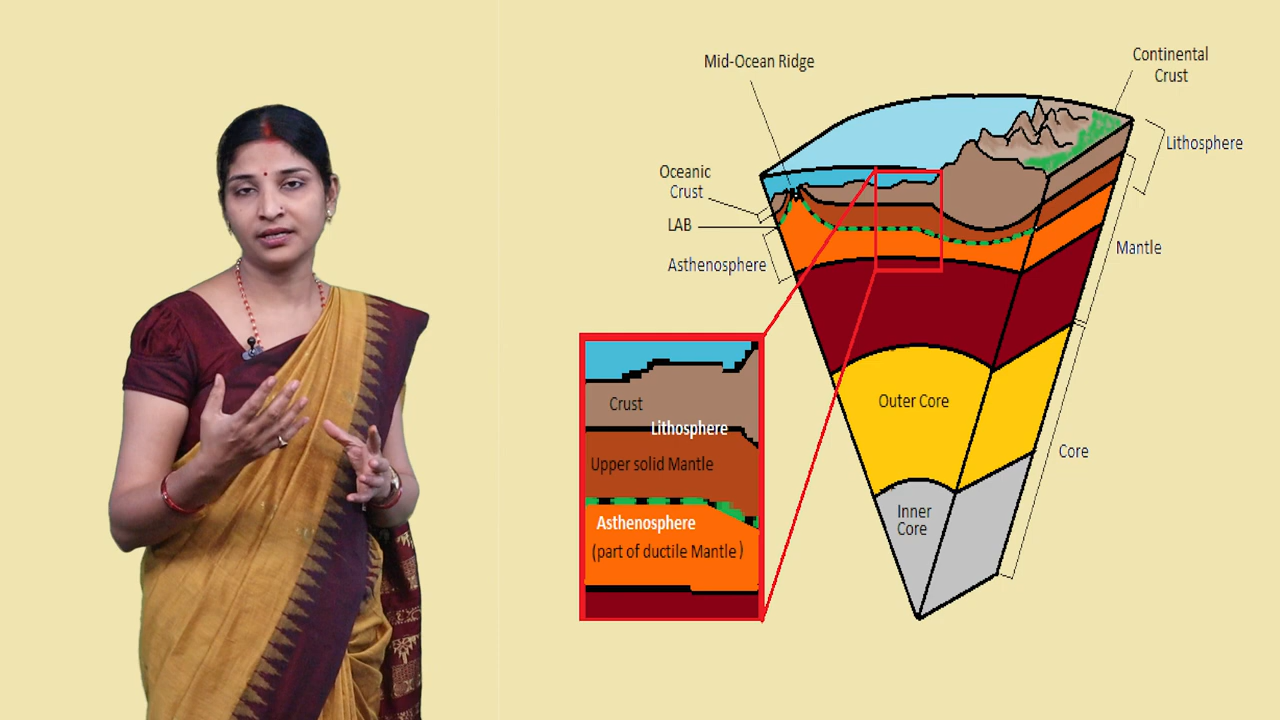 Mid-Ocean Ridge
Continental
Crust
Lithosphere
Oceanic
Crust
LAB
Asthenosphere
Mantle
Outer Core
Core
Inner
Core
Crust
Lithosphere
Upper solid Mantle
Asthenosphere
(part of ductile Mantle)